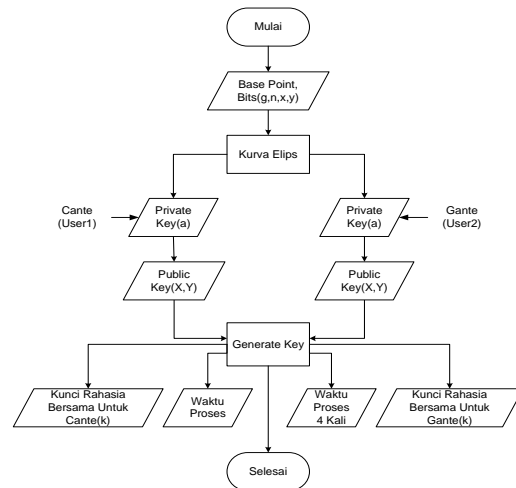 Mulai
Base Point,
Bits(g,n,x,y)
Kurva Elips
Cante
(User1)
Private
Key(a)
Private
Key(a)
Gante
(User2)
Public
Key(X,Y)
Public
Key(X,Y)
Generate Key
Kunci Rahasia
Bersama Untuk
Cante(k)
Waktu
Proses
Waktu
Proses
4 Kali
Kunci Rahasia
Bersama Untuk
Gante(k)
Selesai